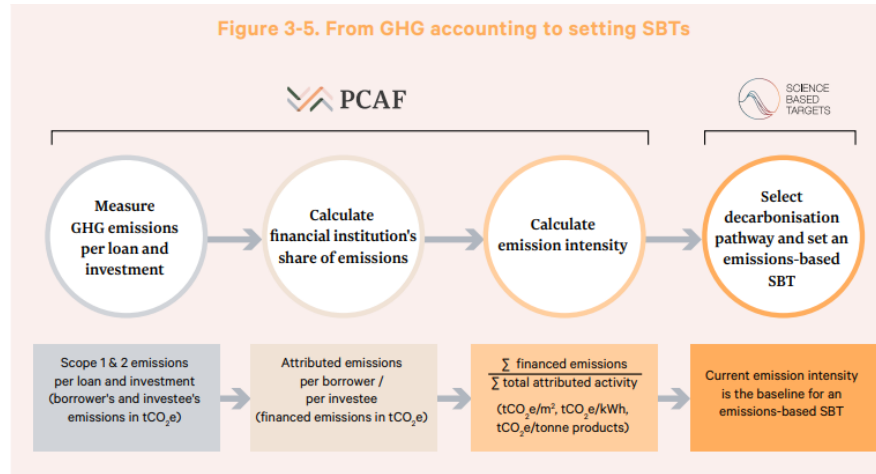 Figure 3-5. From GHG accounting to setting SBTs
PCAF
SCIENCE
BASED
TARGETS
Measure
GHG emissions
per loan and
investment
Calculate
financial institution's
share of emissions
Calculate
emission intensity
Select
decarbonisation
pathway and set an
emissions-based
SBT
Scope 1 & 2 emissions
per loan and investment
(borrower's and investee's
emissions in tCO₂e)
Attributed emissions
per borrower /
per investee
(financed emissions in tCO₂e)
∑ financed emissions
∑ total attributed activity
(tCO₂e/m², tCO₂e/kWh,
tCO₂e/tonne products)
Current emission intensity
is the baseline for an
emissions-based SBT